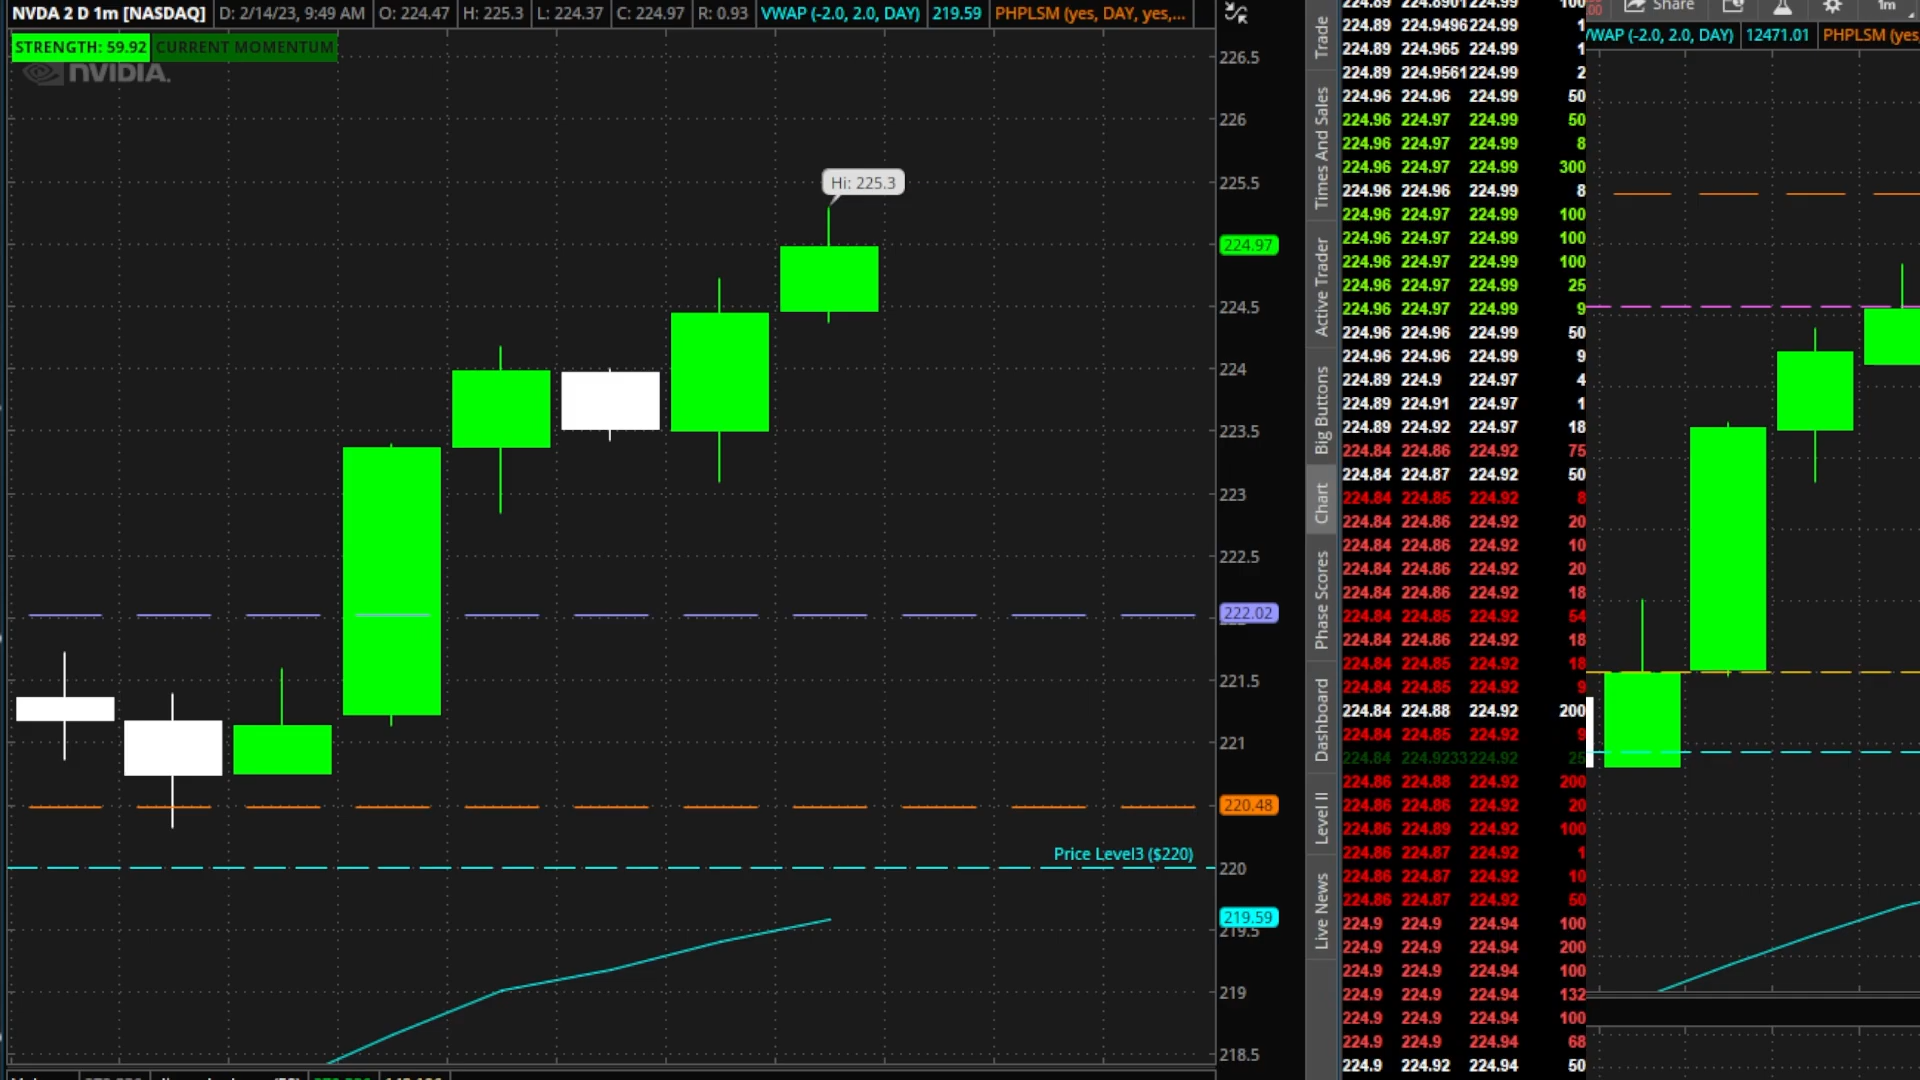 NVDA 2 D 1m [NASDAQ] D: 2/14/23, 9:49 AM O: 224.47 H: 225.3 L: 224.37 C: 224.97 R: 0.93 VWAP (-2.0, 2.0, DAY) 219.59 PHPLSM (yes, DAY, yes,...
STRENGTH: 59.92 CURRENT MOMENTUM
NVIDIA.
Hi: 225.3
Price Level3 ($220)
226.5
226
225.5
224.97
224.5
224
223.5
223
222.5
222.02
221.5
221
220.48
220
219.59
219.5
219
218.5
Trade
Times And Sales
Active Trader
Big Buttons
Chart
Phase Scores
Dashboard
Level II
Live News
224.89 224.8901 224.99 100
224.89 224.9496 224.99 1
224.89 224.965 224.99 1
224.89 224.9561 224.99 2
224.96 224.96 224.99 50
224.96 224.97 224.99 50
224.96 224.97 224.99 8
224.96 224.97 224.99 300
224.96 224.96 224.99 8
224.96 224.97 224.99 100
224.96 224.97 224.99 100
224.96 224.97 224.99 100
224.96 224.97 224.99 25
224.96 224.97 224.99 9
224.96 224.96 224.99 50
224.96 224.96 224.99 9
224.89 224.9 224.97 4
224.89 224.91 224.97 1
224.89 224.92 224.97 18
224.84 224.86 224.92 75
224.84 224.87 224.92 50
224.84 224.85 224.92 8
224.84 224.86 224.92 20
224.84 224.86 224.92 10
224.84 224.86 224.92 20
224.84 224.86 224.92 18
224.84 224.85 224.92 54
224.84 224.86 224.92 18
224.84 224.85 224.92 18
224.84 224.85 224.92 9
224.84 224.88 224.92 200
224.84 224.85 224.92 9
224.84 224.9233 224.92 25
224.86 224.88 224.92 200
224.86 224.86 224.92 20
224.86 224.89 224.92 100
224.86 224.87 224.92 1
224.86 224.87 224.92 10
224.86 224.87 224.92 50
224.9 224.9 224.94 100
224.9 224.9 224.94 200
224.9 224.9 224.94 100
224.9 224.9 224.94 132
224.9 224.9 224.94 100
224.9 224.9 224.94 68
224.9 224.92 224.94 50
Share 1m
VWAP (-2.0, 2.0, DAY) 12471.01 PHPLSM (yes